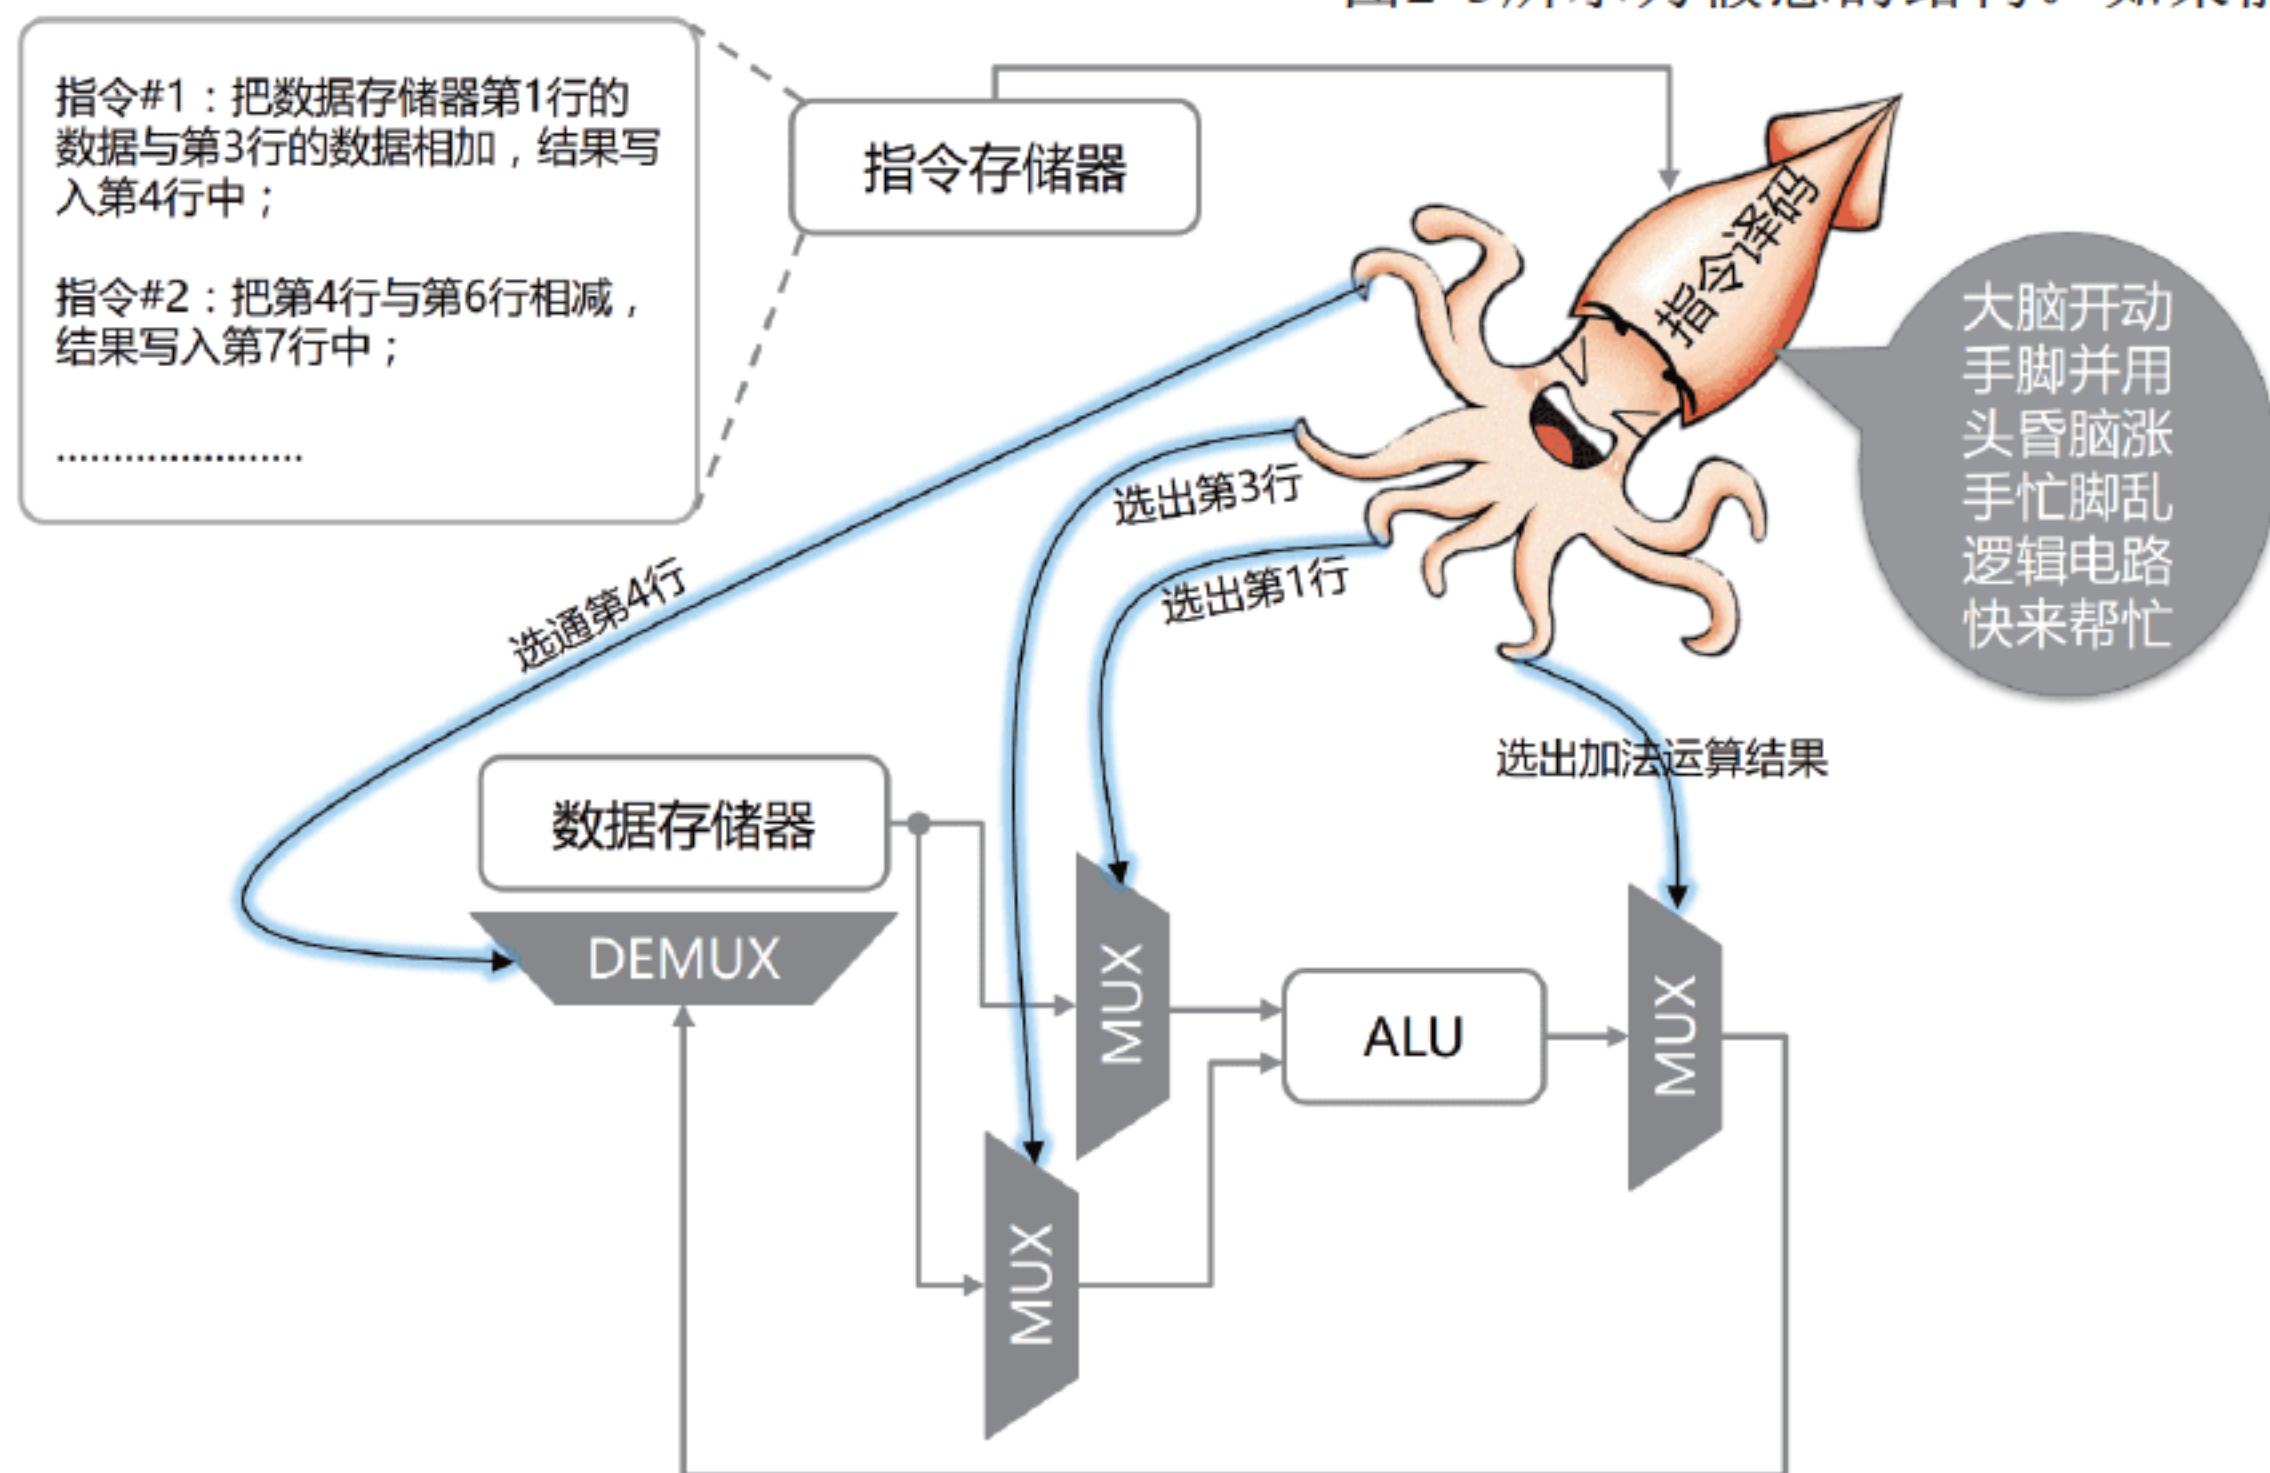 指令#1：把数据存储器第1行的
数据与第3行的数据相加，结果写
入第4行中；
指令#2：把第4行与第6行相减，
结果写入第7行中；
........................
指令存储器
指令译码
大脑开动
手脚并用
头昏脑涨
手忙脚乱
逻辑电路
快来帮忙
选出第3行
选出第1行
选通第4行
选出加法运算结果
数据存储器
DEMUX
MUX
ALU
MUX
MUX